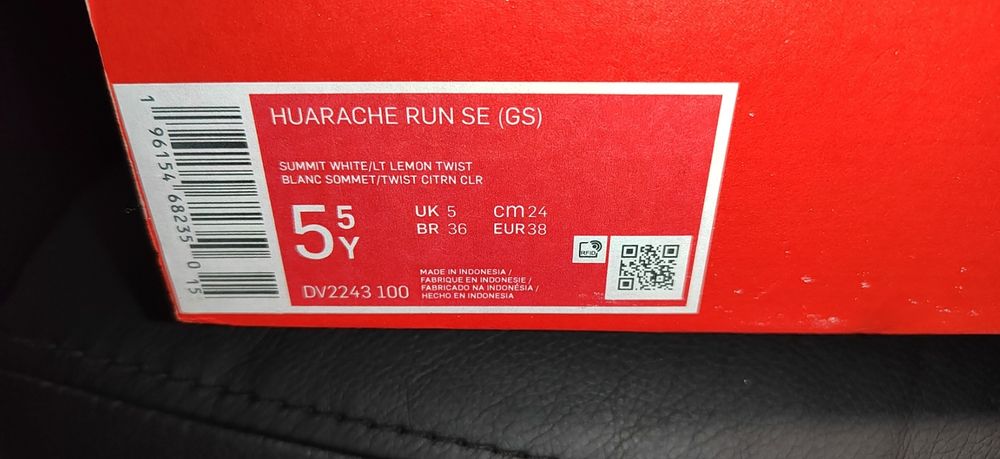 HUARACHE RUN SE (GS)
SUMMIT WHITE/LT LEMON TWIST
BLANC SOMMET/TWIST CITRN CLR
5 5 Y
UK 5 cm 24
BR 36 EUR 38
RFID
MADE IN INDONESIA /
FABRIQUE EN INDONESIE /
FABRICADO NA INDONÉSIA /
HECHO EN INDONESIA
DV2243 100
1 96154 68235 0 15